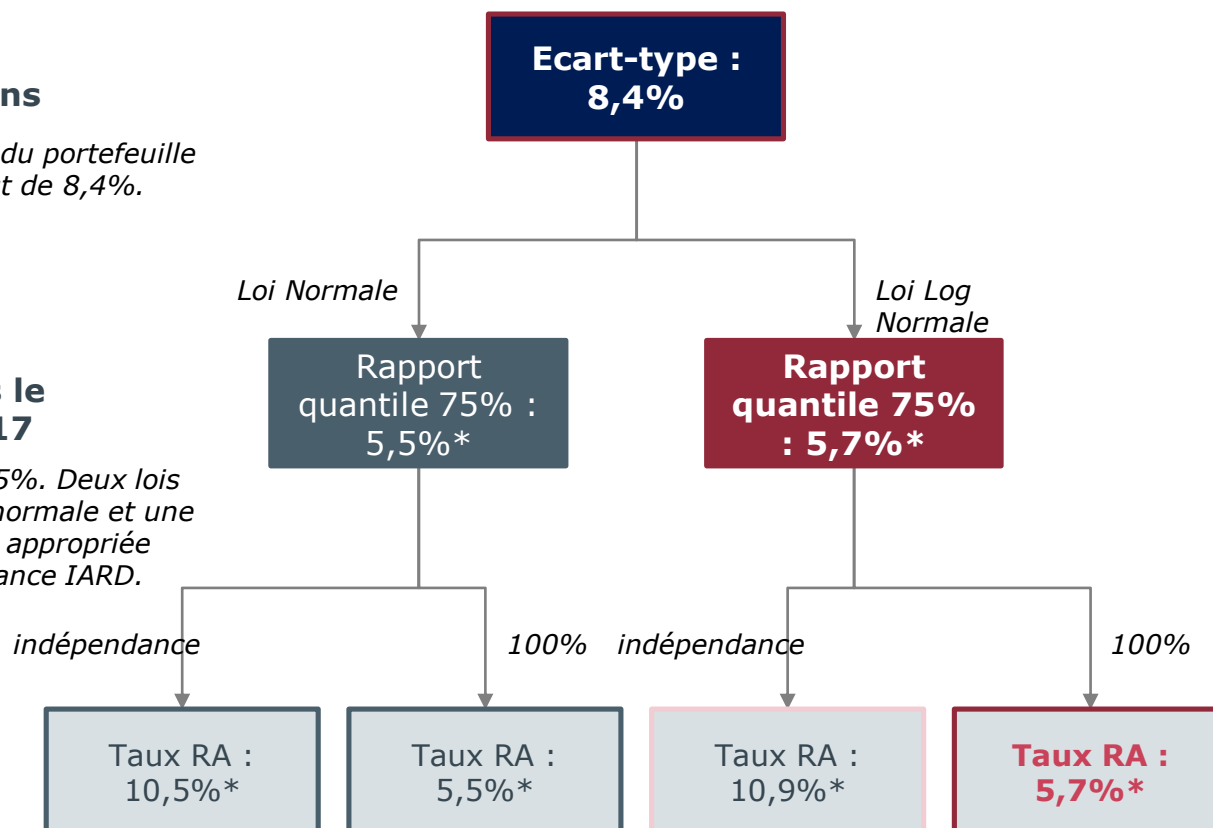 Ecart-type :
8,4%
ns
du portefeuille
t de 8,4%.
Loi Normale
Loi Log
Normale
Rapport
quantile 75% :
5,5%*
Rapport
quantile 75%
: 5,7%*
s le
17
5%. Deux lois
normale et une
appropriée
ance IARD.
indépendance
100%
indépendance
100%
Taux RA :
10,5%*
Taux RA :
5,5%*
Taux RA :
10,9%*
Taux RA :
5,7%*